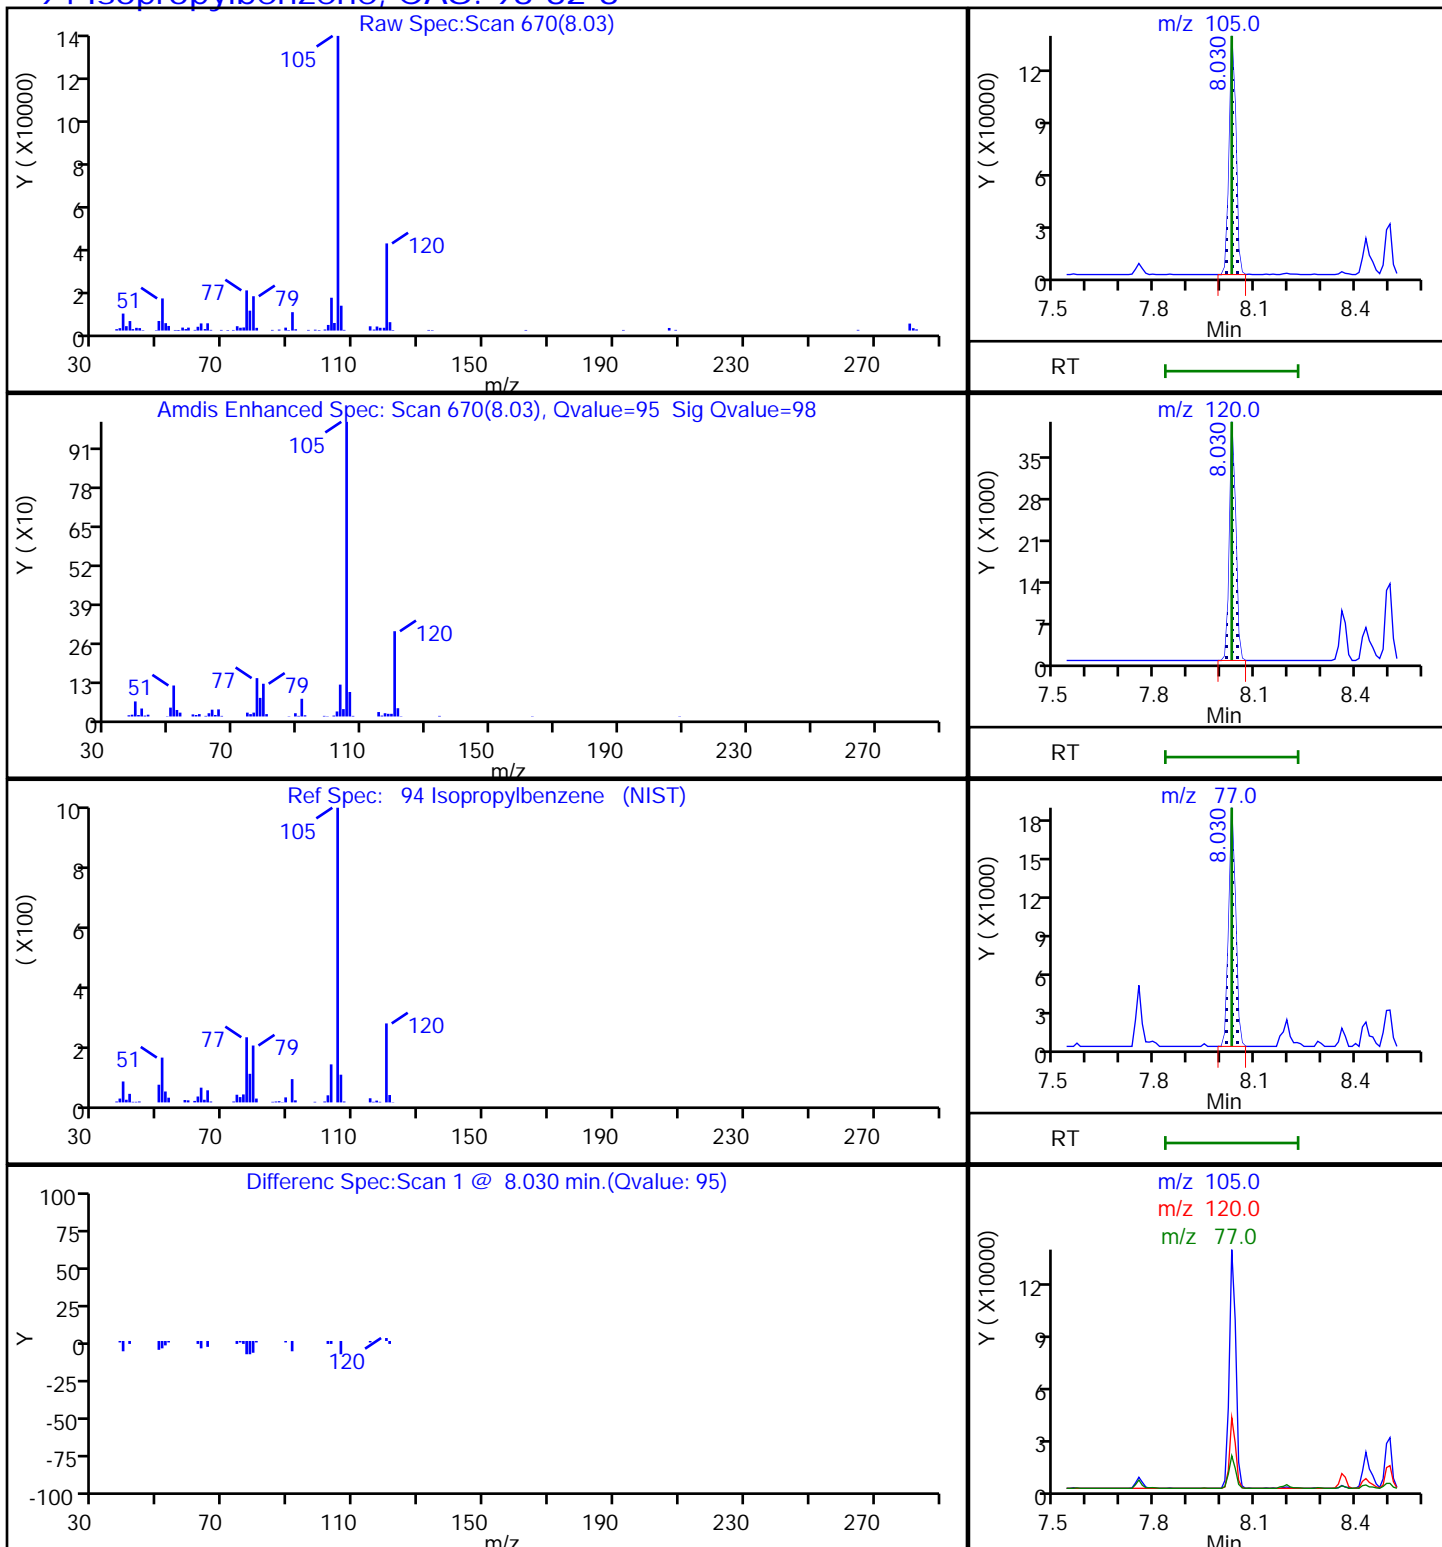 94 Isopropylbenzene, CAS: 98-82-8
Raw Spec:Scan 670(8.03)
Y ( X10000)
14
12
10
8
6
4
2
0
105
120
77
79
51
30 70 110 150 190 230 270
m/z
m/z 105.0
Y ( X10000)
12
9
6
3
0
8.030
7.5 7.8 8.1 8.4
Min
RT
Amdis Enhanced Spec: Scan 670(8.03), Qvalue=95 Sig Qvalue=98
Y ( X10)
91
78
65
52
39
26
13
0
105
120
77
79
51
30 70 110 150 190 230 270
m/z
m/z 120.0
Y ( X1000)
35
28
21
14
7
0
8.030
7.5 7.8 8.1 8.4
Min
RT
Ref Spec: 94 Isopropylbenzene (NIST)
( X100)
10
8
6
4
2
0
105
120
77
79
51
30 70 110 150 190 230 270
m/z 77.0
Y ( X1000)
18
15
12
9
6
3
0
8.030
7.5 7.8 8.1 8.4
Min
RT
Differenc Spec:Scan 1 @ 8.030 min.(Qvalue: 95)
Y
100
75
50
25
0
-25
-50
-75
-100
120
30 70 110 150 190 230 270
m/z
m/z 105.0
m/z 120.0
m/z 77.0
Y ( X10000)
12
9
6
3
0
7.5 7.8 8.1 8.4
Min